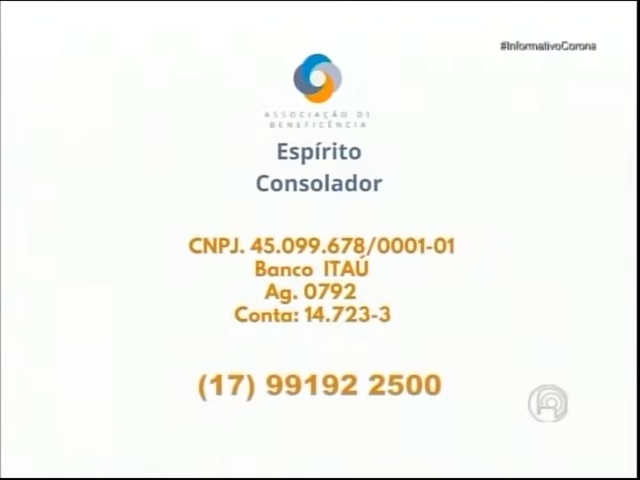 #InformativoCorona
ASSOCIAÇÃO DE
BENEFICÊNCIA
Espírito
Consolador
CNPJ. 45.099.678/0001-01
Banco ITAÚ
Ag. 0792
Conta: 14.723-3
(17) 99192 2500